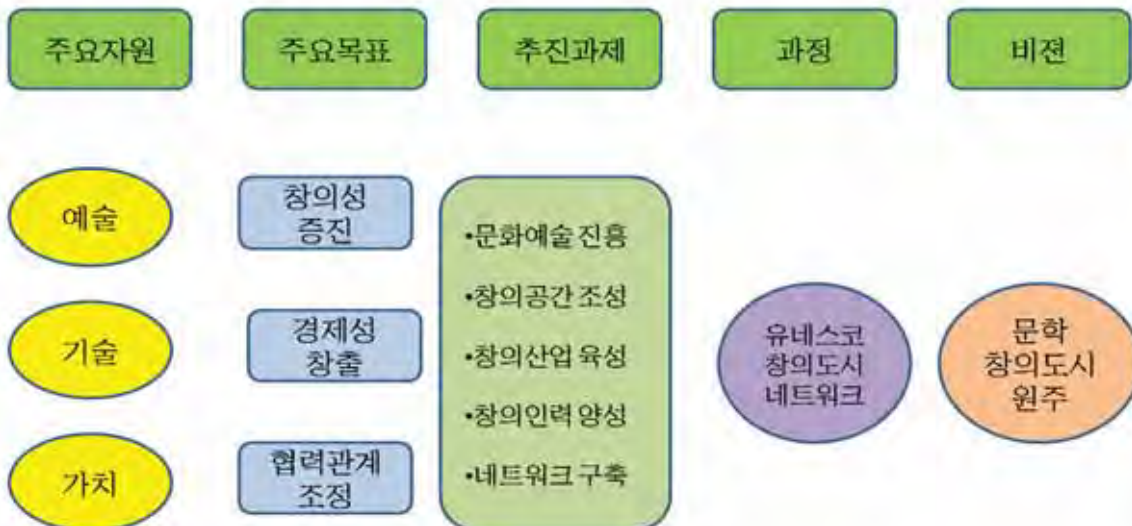 주요자원
주요목표
추진과제
과정
비젼
예술
기술
가치
창의성
증진
경제성
창출
협력관계
조정
•문화예술 진흥
•창의공간 조성
•창의산업 육성
•창의인력 양성
•네트워크 구축
유네스코
창의도시
네트워크
문학
창의도시
원주